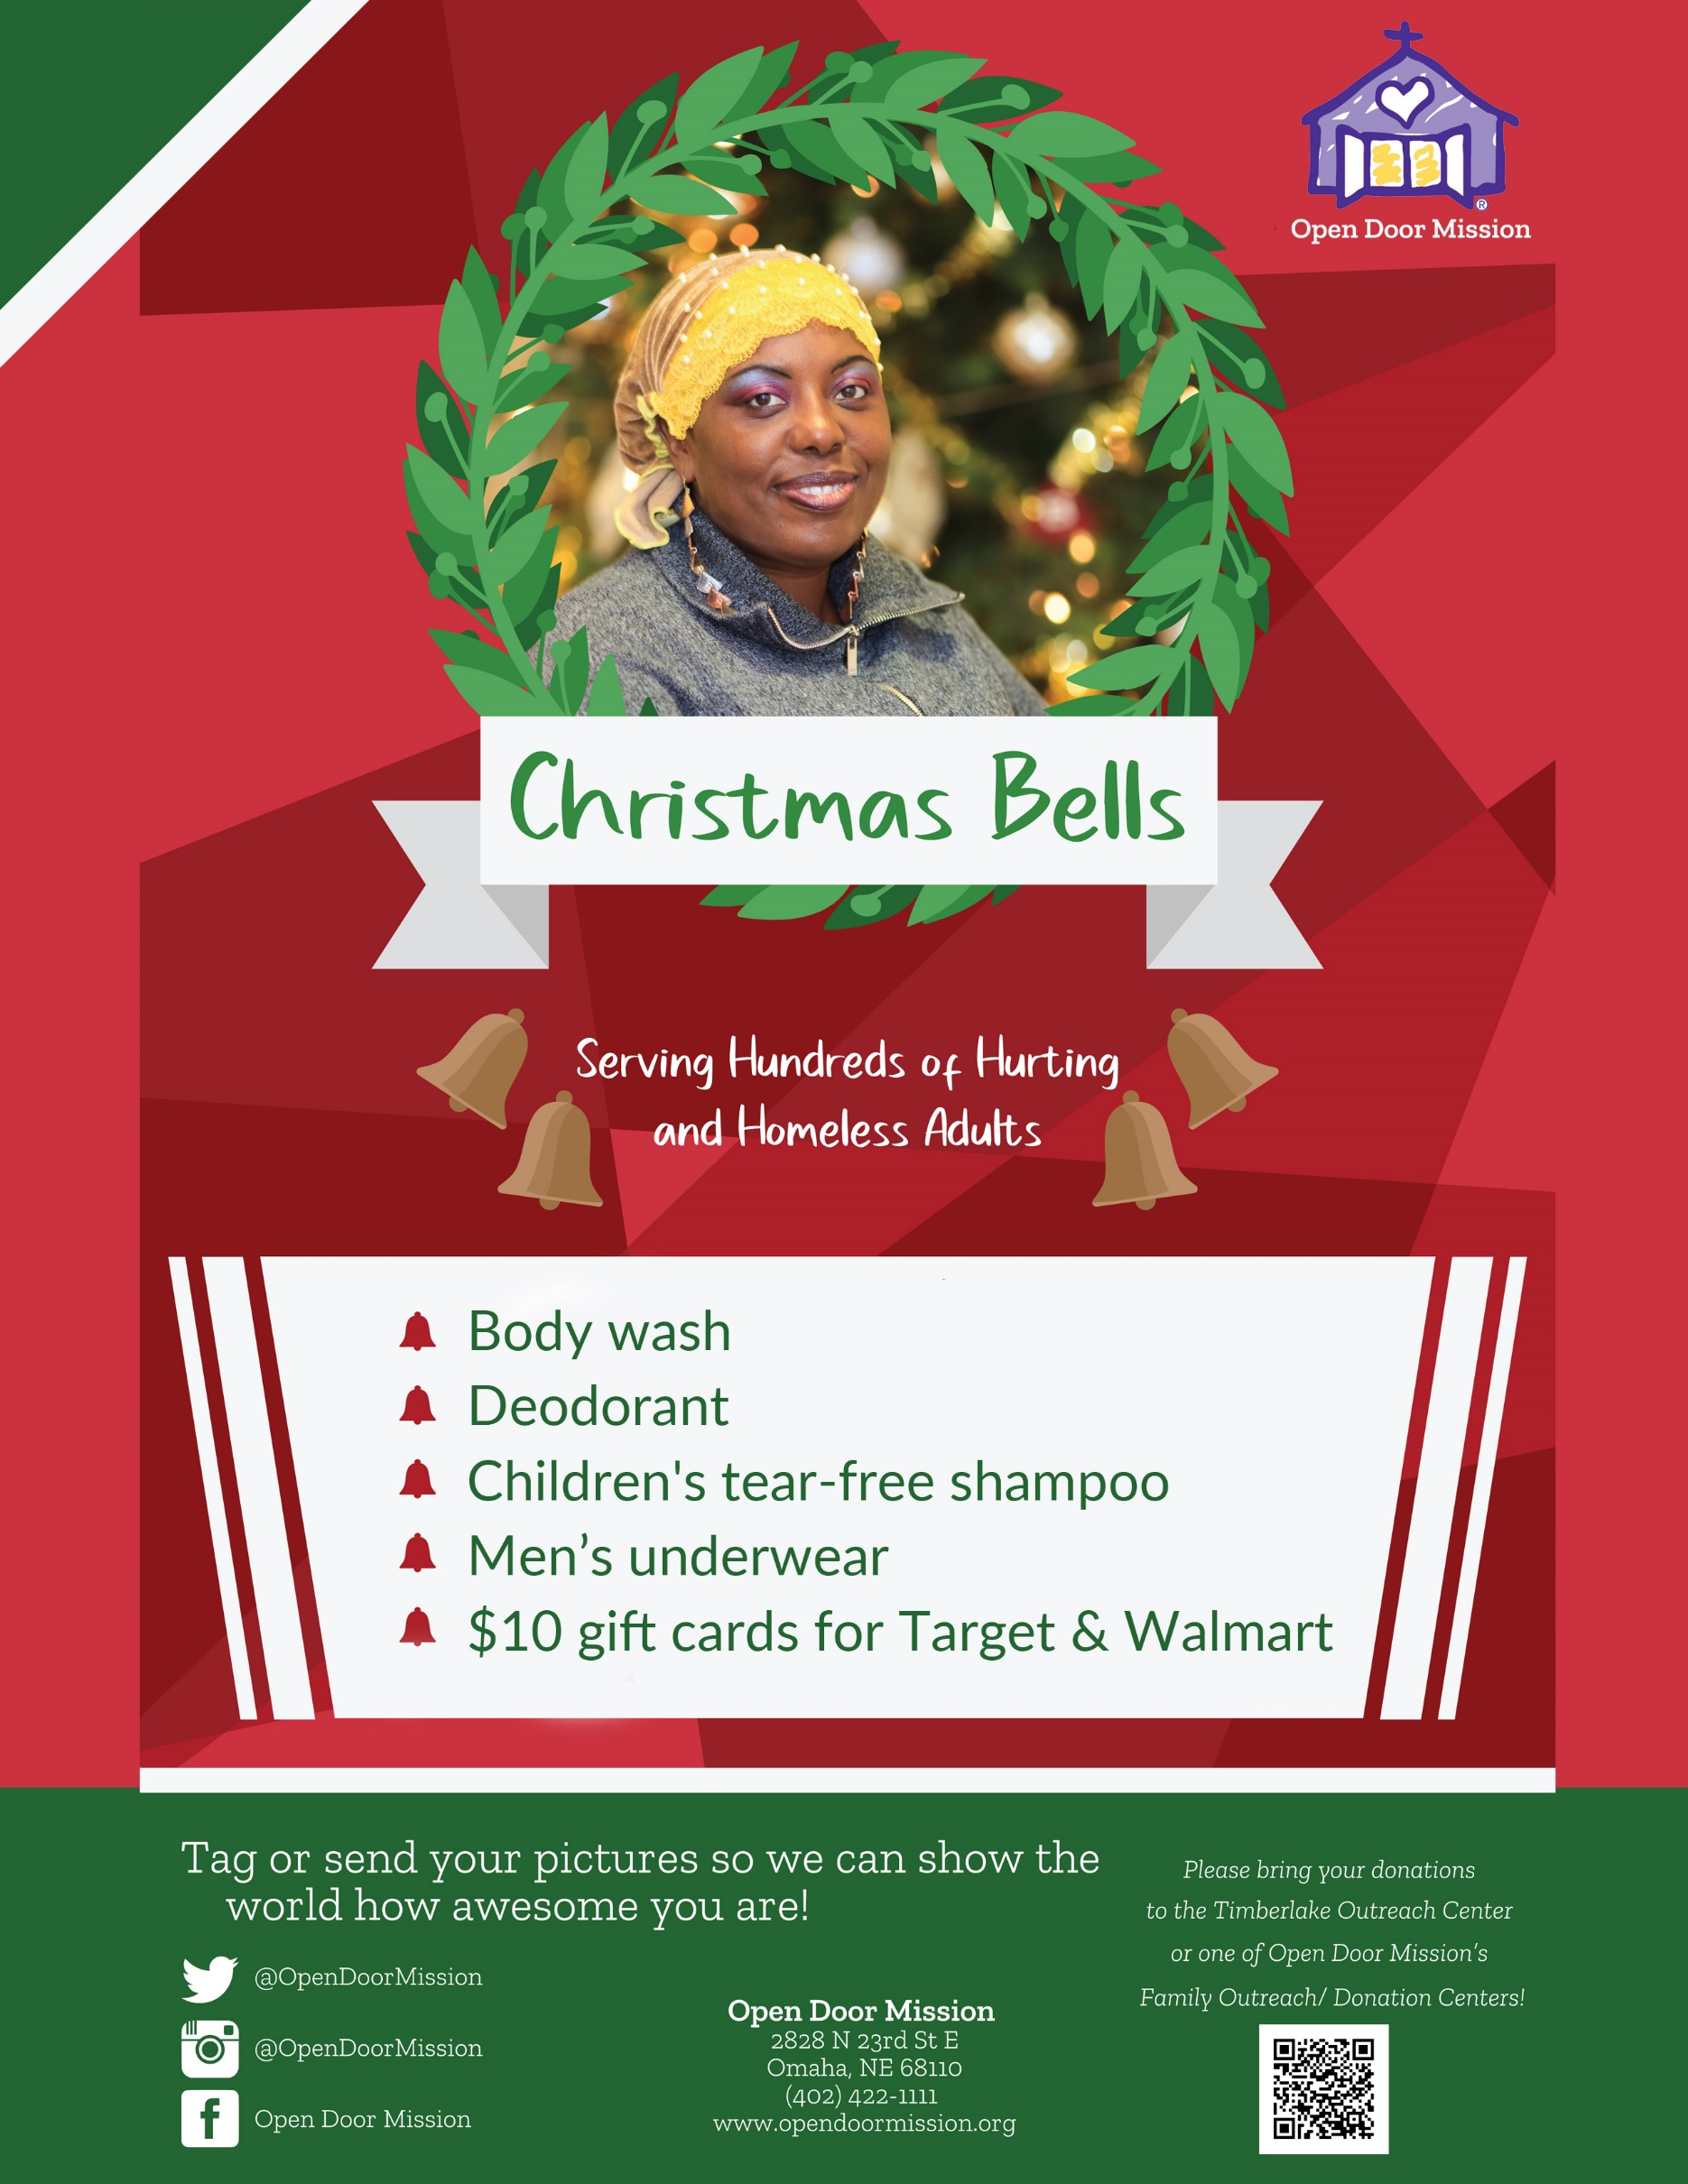 Open Door Mission
Christmas Bells
Serving Hundreds of Hurting
and Homeless Adults
Body wash
Deodorant
Children's tear-free shampoo
Men’s underwear
$10 gift cards for Target & Walmart
Tag or send your pictures so we can show the
world how awesome you are!
@OpenDoorMission
@OpenDoorMission
Open Door Mission
Open Door Mission
2828 N 23rd St E
Omaha, NE 68110
(402) 422-1111
www.opendoormission.org
Please bring your donations
to the Timberlake Outreach Center
or one of Open Door Mission’s
Family Outreach/ Donation Centers!